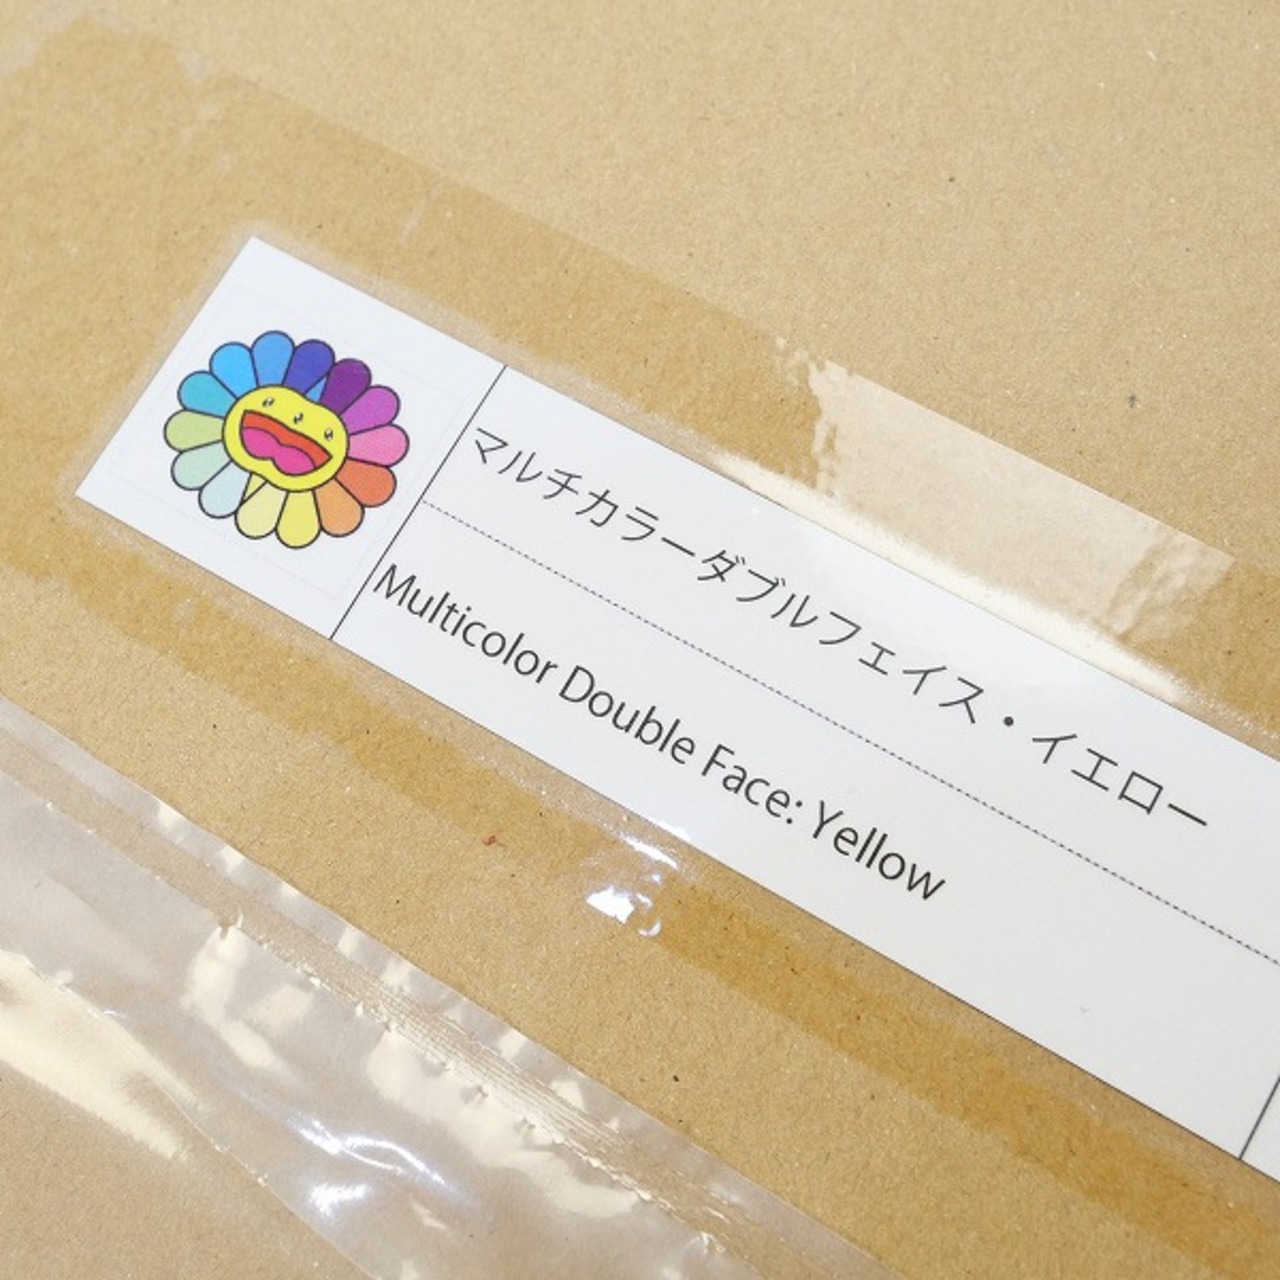 マルチカラーダブルフェイス・イエロー
Multicolor Double Face: Yellow